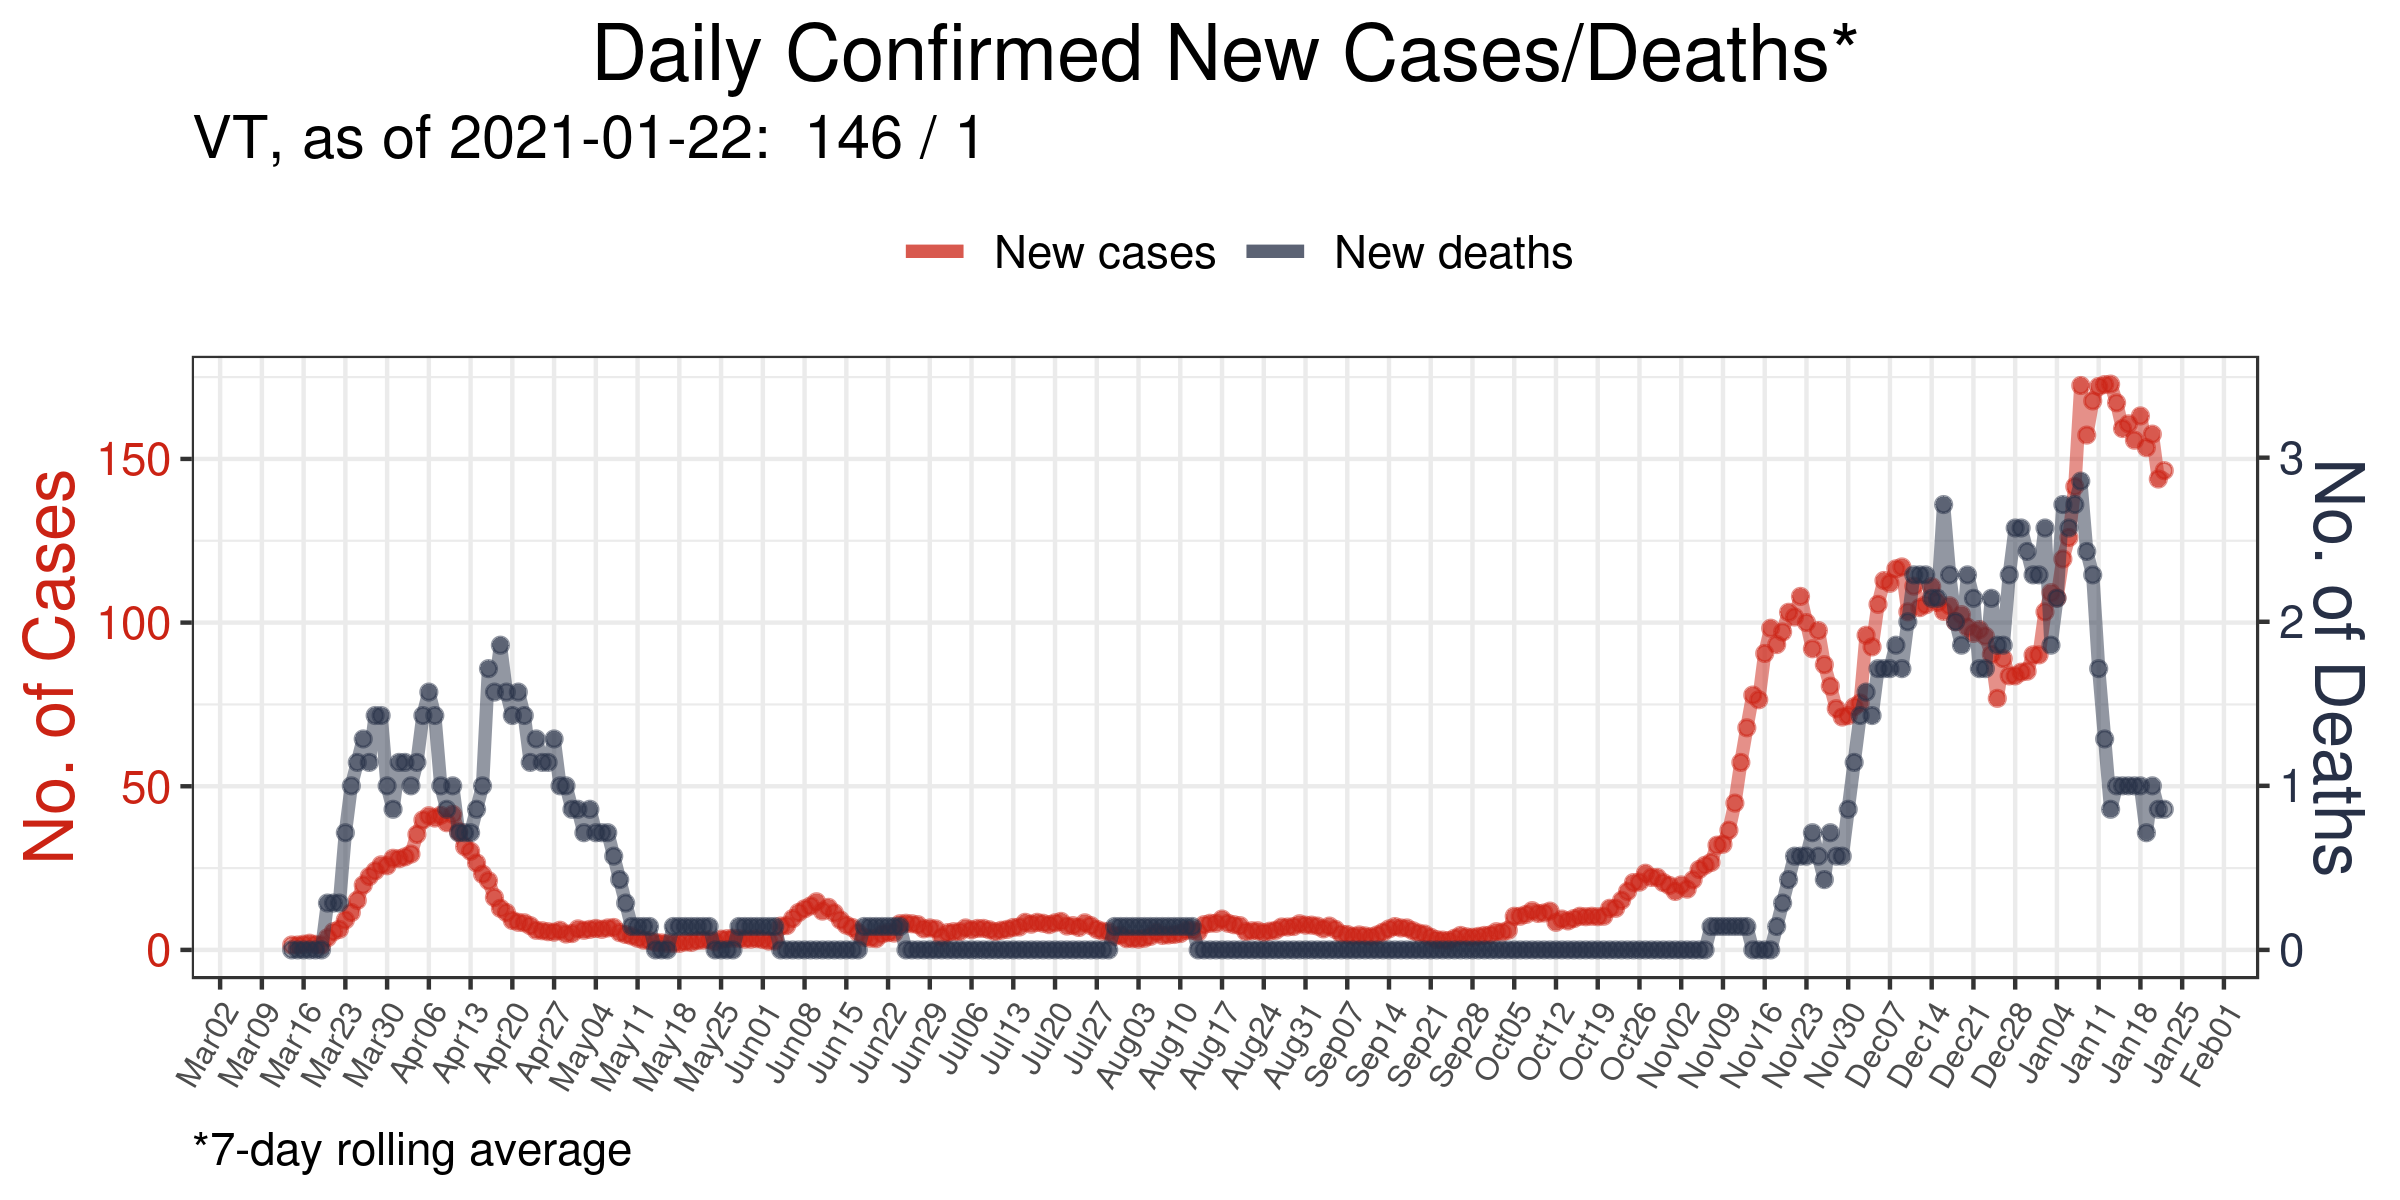 Daily Confirmed New Cases/Deaths*
VT, as of 2021-01-22:  146 / 1
New cases
New deaths
No. of Cases
150
100
50
0
3
2
1
0
No. of Deaths
Mar02
Mar09
Mar16
Mar23
Mar30
Apr06
Apr13
Apr20
Apr27
May04
May11
May18
May25
Jun01
Jun08
Jun15
Jun22
Jun29
Jul06
Jul13
Jul20
Jul27
Aug03
Aug10
Aug17
Aug24
Aug31
Sep07
Sep14
Sep21
Sep28
Oct05
Oct12
Oct19
Oct26
Nov02
Nov09
Nov16
Nov23
Nov30
Dec07
Dec14
Dec21
Dec28
Jan04
Jan11
Jan18
Jan25
Feb01
*7-day rolling average